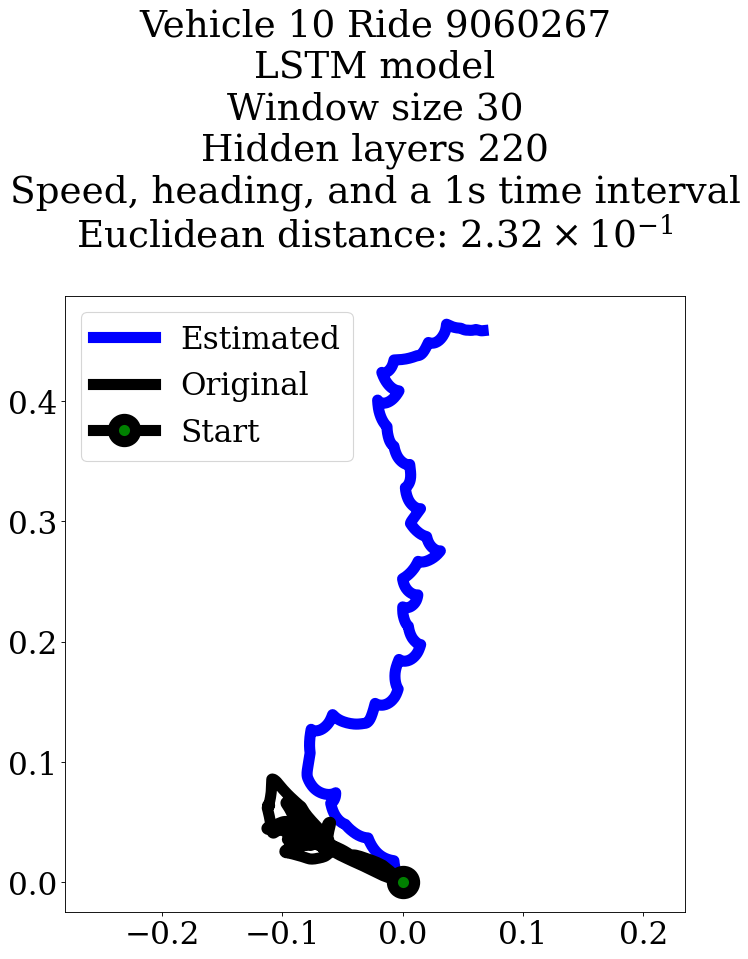 Vehicle 10 Ride 9060267
LSTM model
Window size 30
Hidden layers 220
Speed, heading, and a 1s time interval
Euclidean distance: 2.32 × 10⁻¹
Estimated
Original
Start
0.4
0.3
0.2
0.1
0.0
−0.2 −0.1 0.0 0.1 0.2